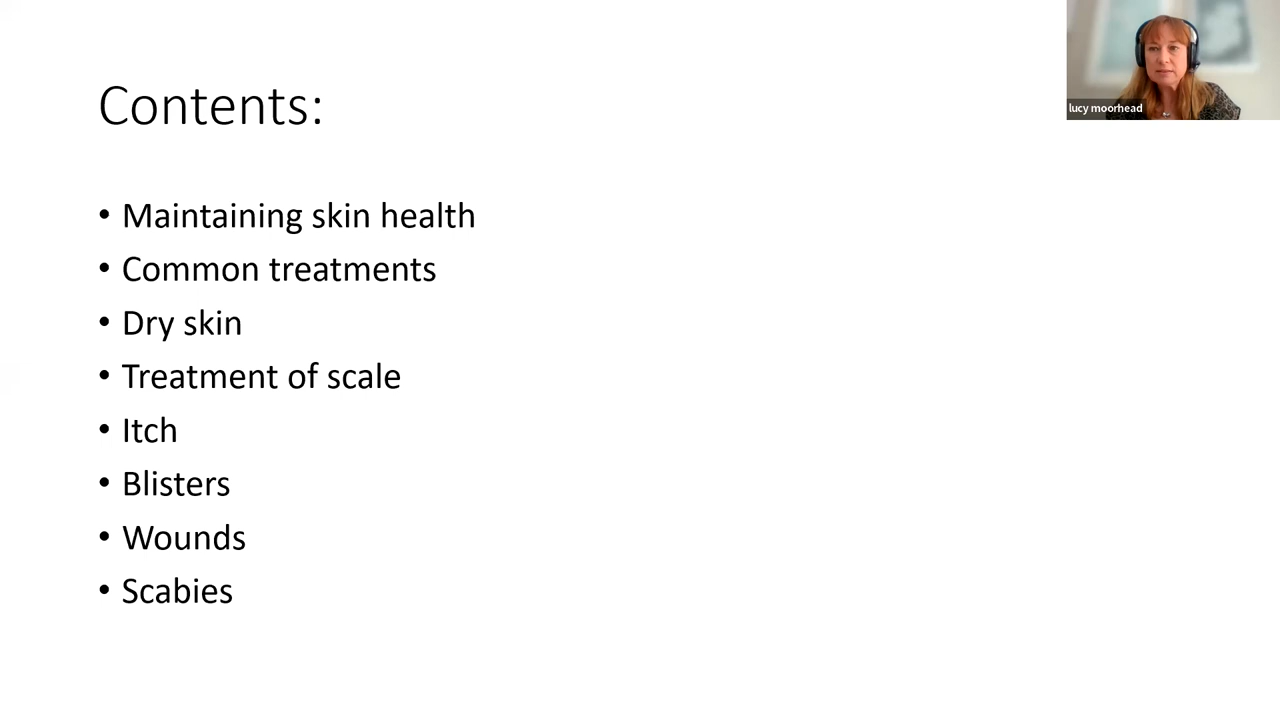 Contents:
• Maintaining skin health
• Common treatments
• Dry skin
• Treatment of scale
• Itch
• Blisters
• Wounds
• Scabies
lucy moorhead